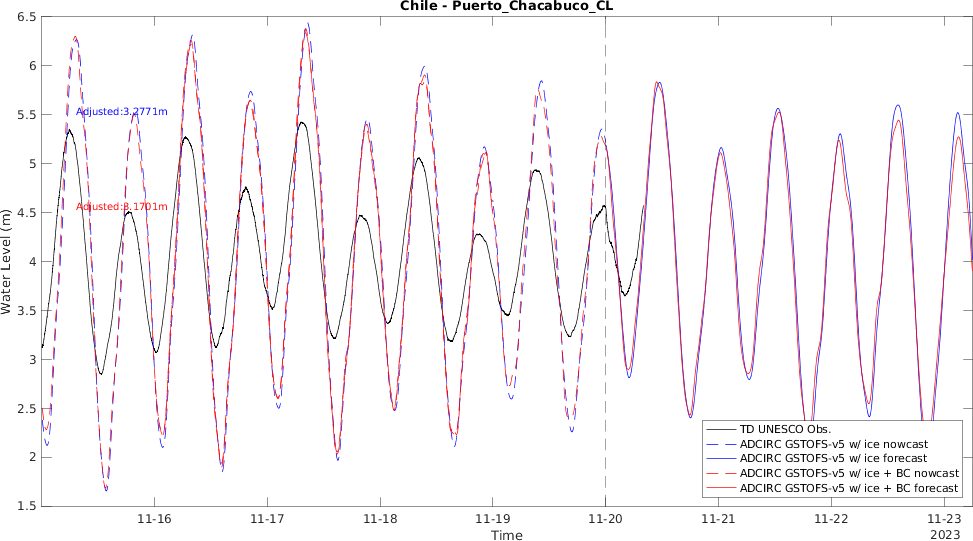 Chile - Puerto_Chacabuco_CL
6.5
6
5.5
5
4.5
4
3.5
3
2.5
2
1.5
Water Level (m)
Adjusted:3.2771m
Adjusted:3.1701m
TD UNESCO Obs.
ADCIRC GSTOFS-v5 w/ ice nowcast
ADCIRC GSTOFS-v5 w/ ice forecast
ADCIRC GSTOFS-v5 w/ ice + BC nowcast
ADCIRC GSTOFS-v5 w/ ice + BC forecast
11-16 11-17 11-18 11-19 11-20 11-21 11-22 11-23
2023
Time